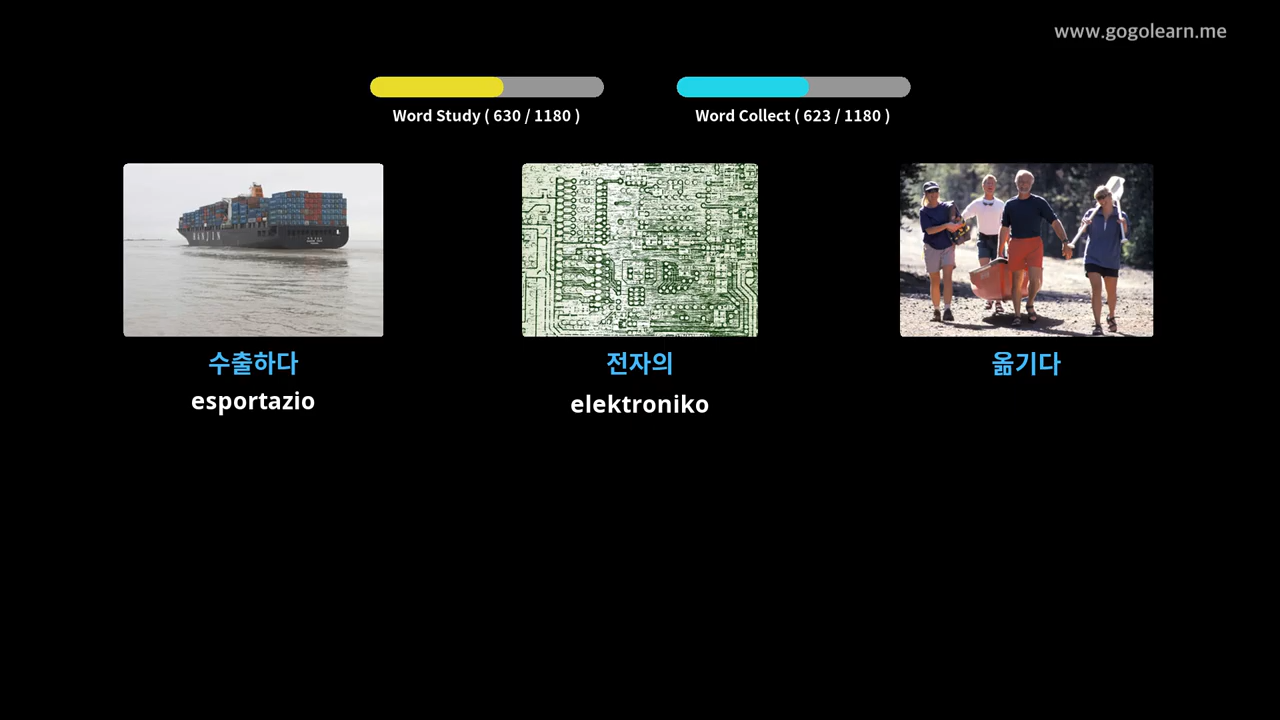 www.gogolearn.me
Word Study ( 630 / 1180 )
Word Collect ( 623 / 1180 )
HANJIN
수출하다
전자의
옮기다
esportazio
elektroniko